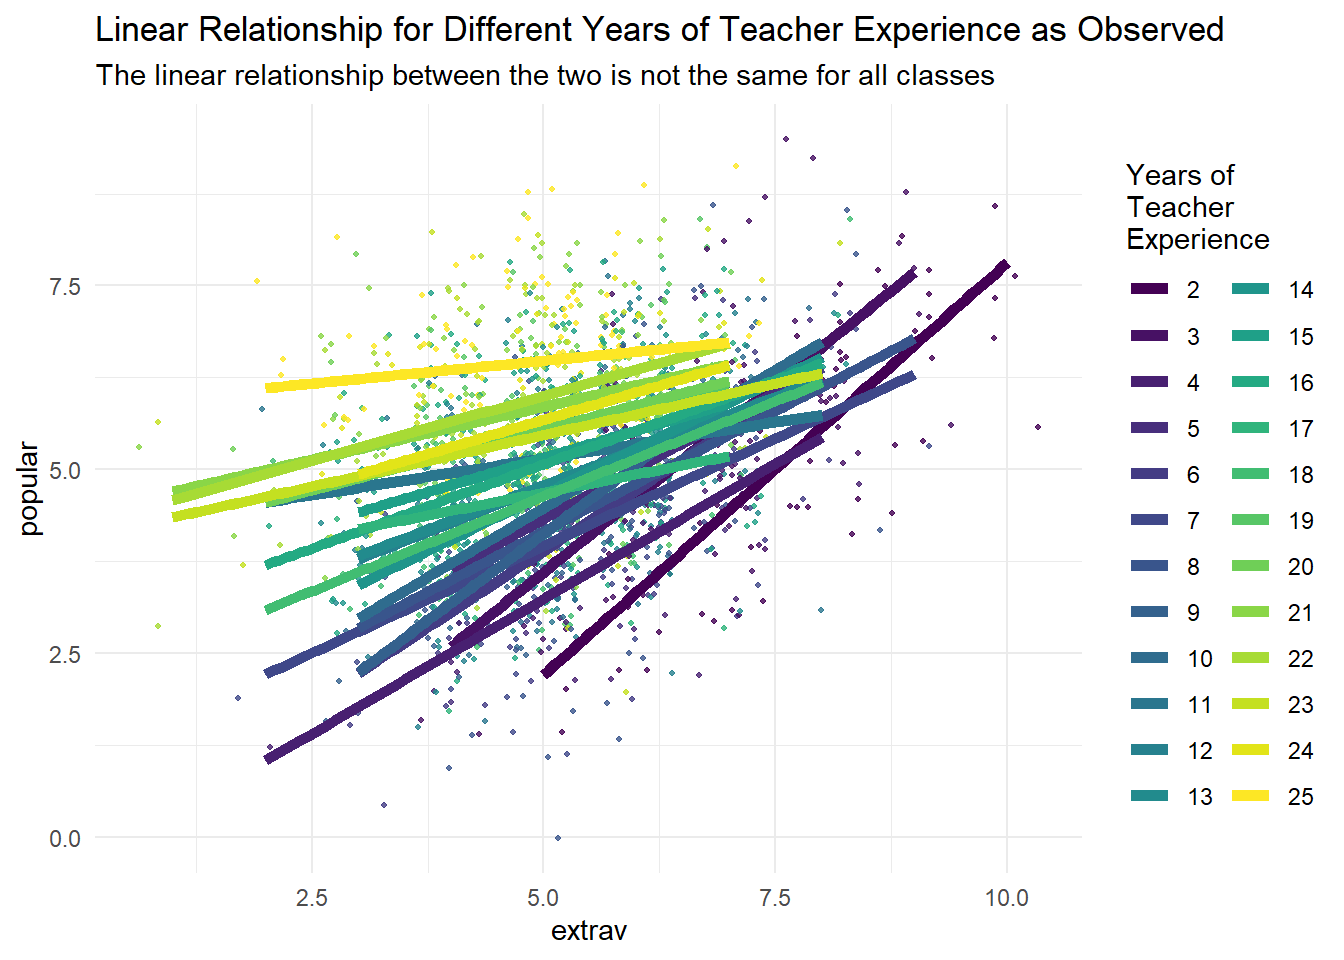 Linear Relationship for Different Years of Teacher Experience as Observed
The linear relationship between the two is not the same for all classes
popular
7.5
5.0
2.5
0.0
2.5 5.0 7.5 10.0
extrav
Years of
Teacher
Experience
2 14
3 15
4 16
5 17
6 18
7 19
8 20
9 21
10 22
11 23
12 24
13 25